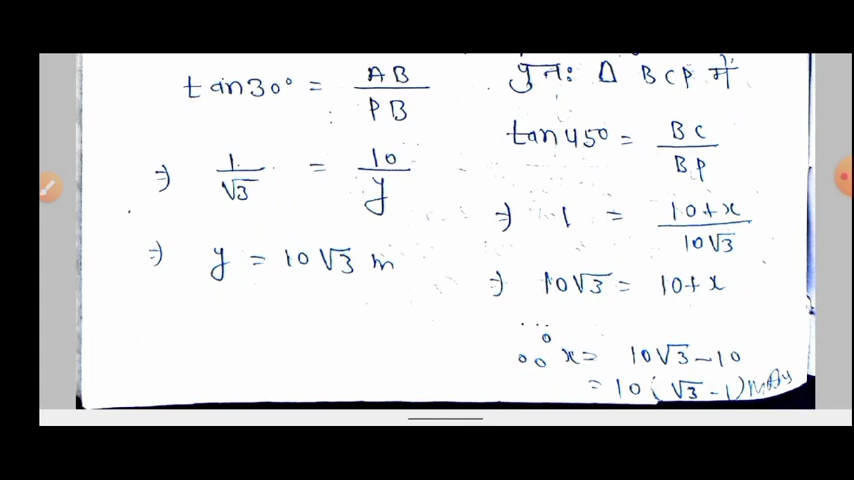 tan30° = AB/PB
⇒ 1/√3 = 10/y
⇒ y = 10√3 m
पुनः Δ BCP में
tan45° = BC/BP
⇒ 1 = 10+x/10√3
⇒ 10√3 = 10+x
∴ x = 10√3-10
= 10(√3-1)m Ay